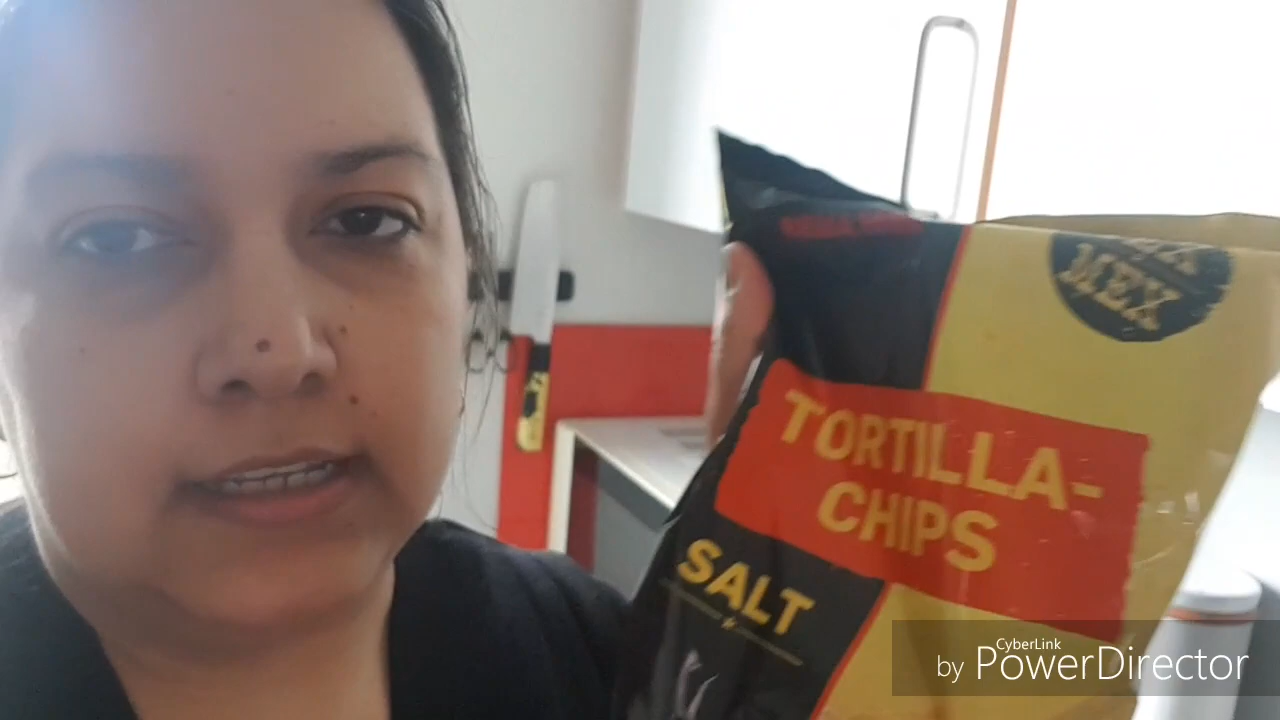 MEX
TORTILLA-
CHIPS
SALT
CyberLink
by PowerDirector